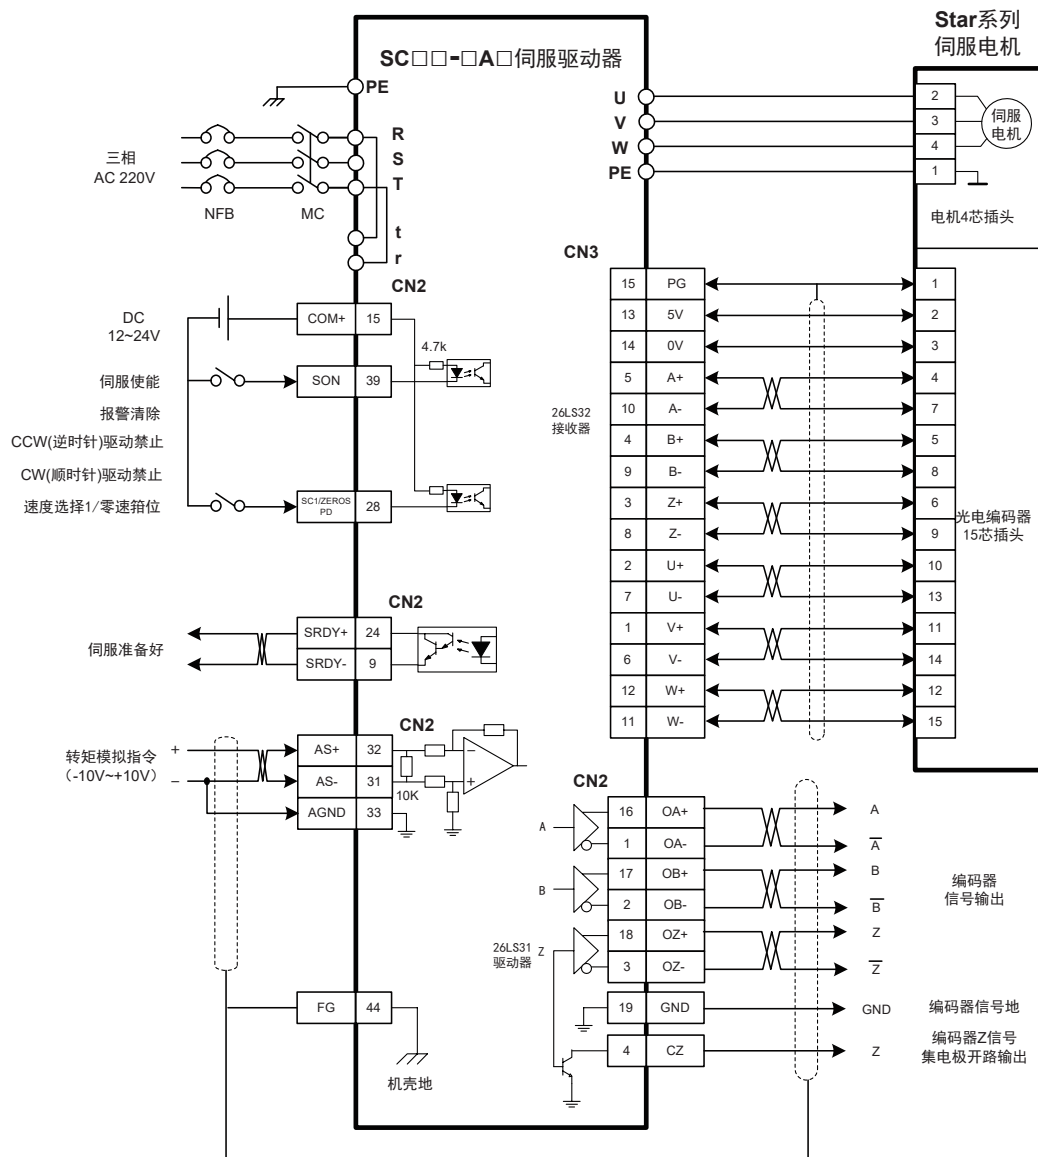 Star系列
伺服电机
SC□□-□A□伺服驱动器
PE
R
S
T
t
r
三相
AC 220V
NFB
MC
U
V
W
PE
2
3
4
1
伺服
电机
电机4芯插头
CN2
DC
12~24V
COM+ 15
4.7k
伺服使能
SON 39
报警清除
CCW(逆时针)驱动禁止
CW(顺时针)驱动禁止
速度选择1/零速箝位
SC1/ZEROS
PD
28
CN2
伺服准备好
SRDY+ 24
SRDY- 9
CN2
转矩模拟指令
(-10V~+10V)
+
−
AS+ 32
AS- 31
AGND 33
10K
−
+
FG 44
机壳地
CN3
26LS32
接收器
15 PG 1
13 5V 2
14 0V 3
5 A+ 4
10 A- 7
4 B+ 5
9 B- 8
3 Z+ 6
8 Z- 9
2 U+ 10
7 U- 13
1 V+ 11
6 V- 14
12 W+ 12
11 W- 15
光电编码器
15芯插头
CN2
A
B
Z
26LS31
驱动器
16 OA+ A
1 OA- A̅
17 OB+ B
2 OB- B̅
18 OZ+ Z
3 OZ- Z̅
19 GND GND
4 CZ Z
编码器
信号输出
编码器信号地
编码器Z信号
集电极开路输出